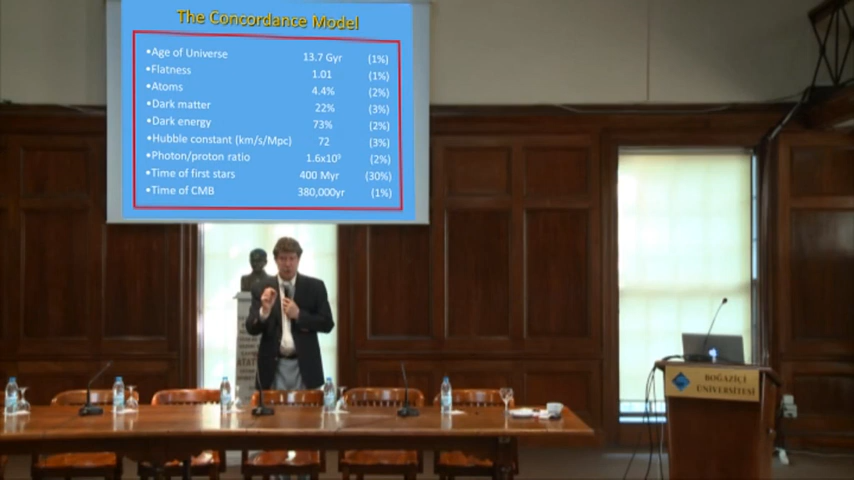 The Concordance Model
•Age of Universe 13.7 Gyr (1%)
•Flatness 1.01 (1%)
•Atoms 4.4% (2%)
•Dark matter 22% (3%)
•Dark energy 73% (2%)
•Hubble constant (km/s/Mpc) 72 (3%)
•Photon/proton ratio 1.6x10⁹ (2%)
•Time of first stars 400 Myr (30%)
•Time of CMB 380,000yr (1%)
BOĞAZİÇİ
ÜNİVERSİTESİ